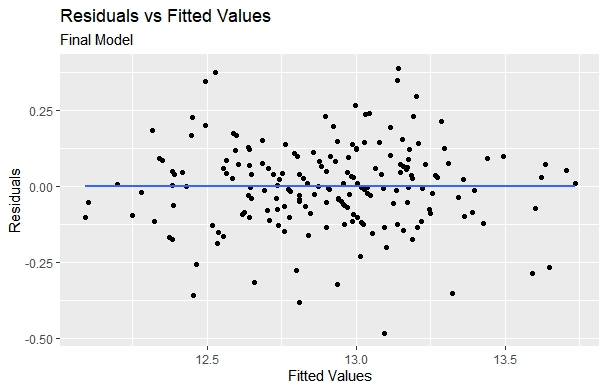 Residuals vs Fitted Values
Final Model
Residuals
0.25
0.00
-0.25
-0.50
12.5
13.0
13.5
Fitted Values